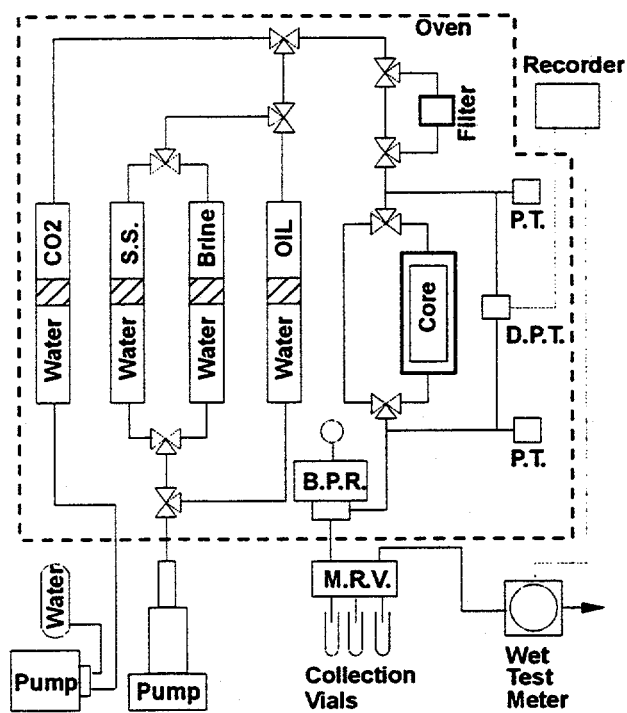 Oven
Recorder
Filter
P.T.
CO2
S.S.
Brine
OIL
Core
D.P.T.
Water
Water
Water
Water
P.T.
B.P.R.
M.R.V.
Water
Pump
Pump
Collection
Vials
Wet
Test
Meter